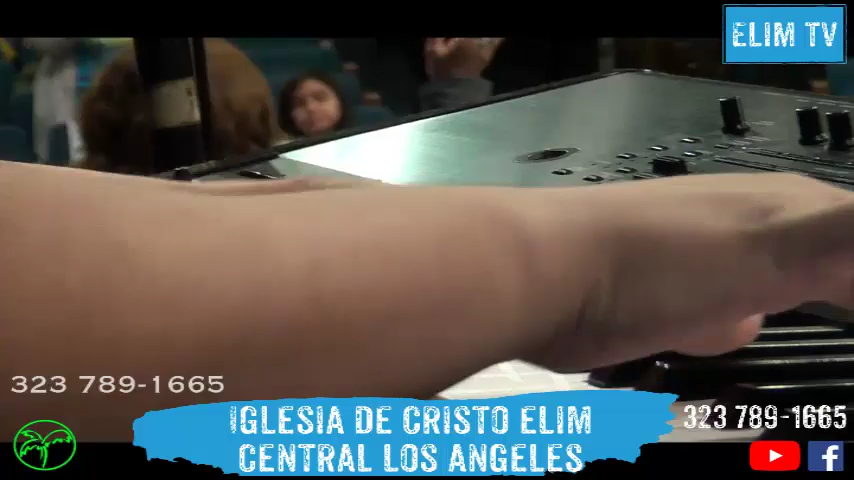 ELIM TV
323 789-1665
IGLESIA DE CRISTO ELIM
CENTRAL LOS ANGELES
323 789-1665